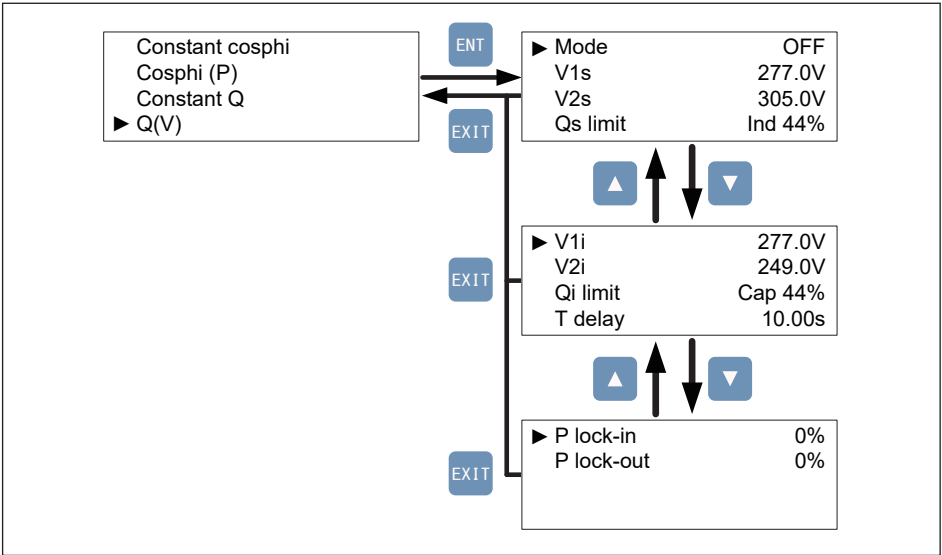 Constant cosphi
Cosphi (P)
Constant Q
► Q(V)
ENT
EXIT
► Mode OFF
V1s 277.0V
V2s 305.0V
Qs limit Ind 44%
▲ ▼
EXIT
► V1i 277.0V
V2i 249.0V
Qi limit Cap 44%
T delay 10.00s
▲ ▼
EXIT
► P lock-in 0%
P lock-out 0%